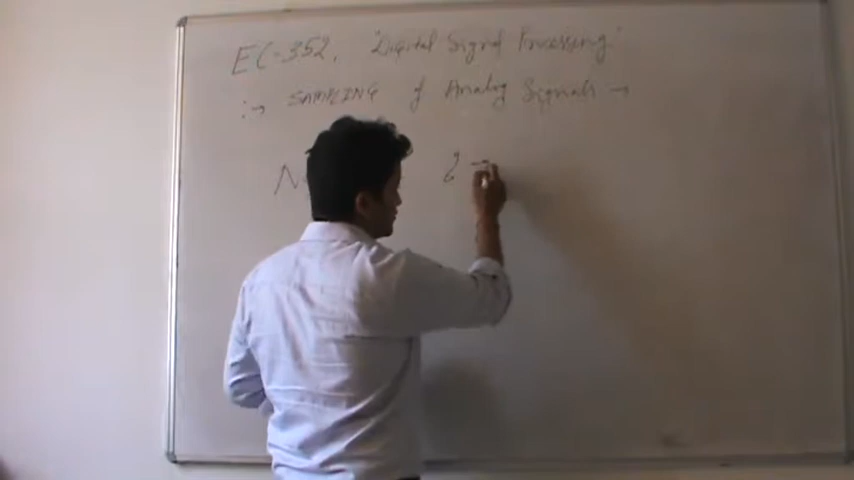 EC-352. "Digital Signal Processing"
:→ SAMPLING of Analog Signals →
N